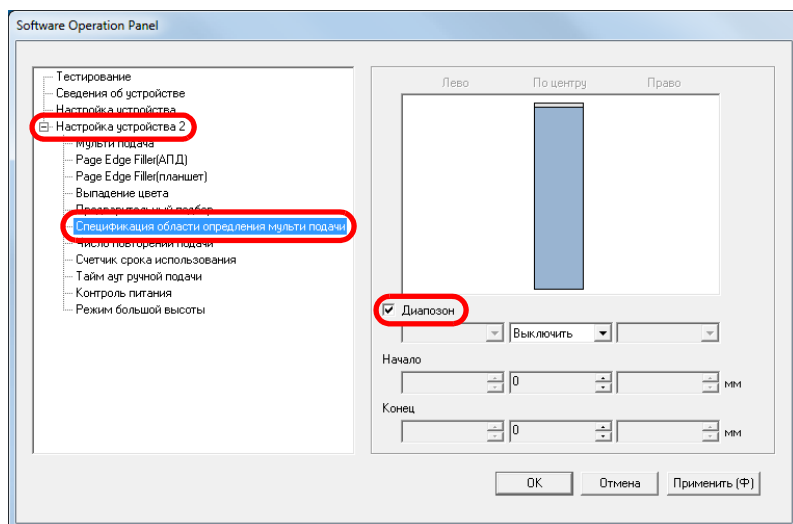 Software Operation Panel
Тестирование
Сведения об устройстве
Настройка устройства
Настройка устройства 2
Мульти подача
Page Edge Filler(АПД)
Page Edge Filler(планшет)
Выпадение цвета
Предварительный подбор
Спецификация области опредления мульти подачи
Число повторений подачи
Счетчик срока использования
Тайм аут ручной подачи
Контроль питания
Режим большой высоты
Лево По центру Право
Диапозон
Выключить
Начало
0 мм
Конец
0 мм
OK Отмена Применить (Ф)